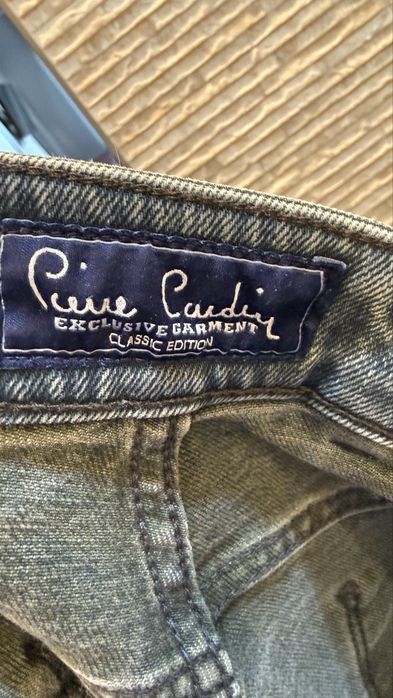 Pierre Cardin
EXCLUSIVE GARMENT
CLASSIC EDITION